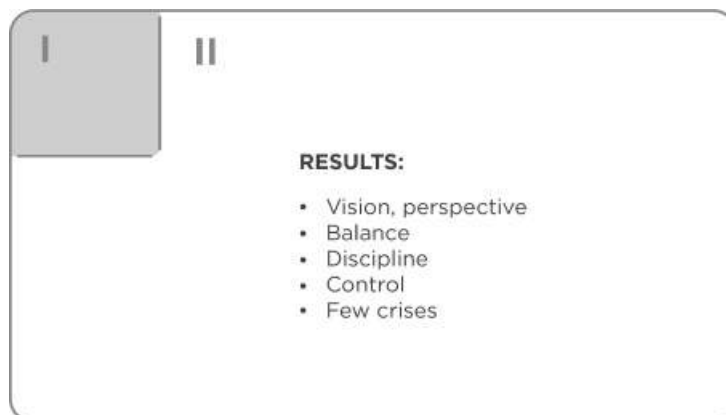 I II
RESULTS:
• Vision, perspective
• Balance
• Discipline
• Control
• Few crises